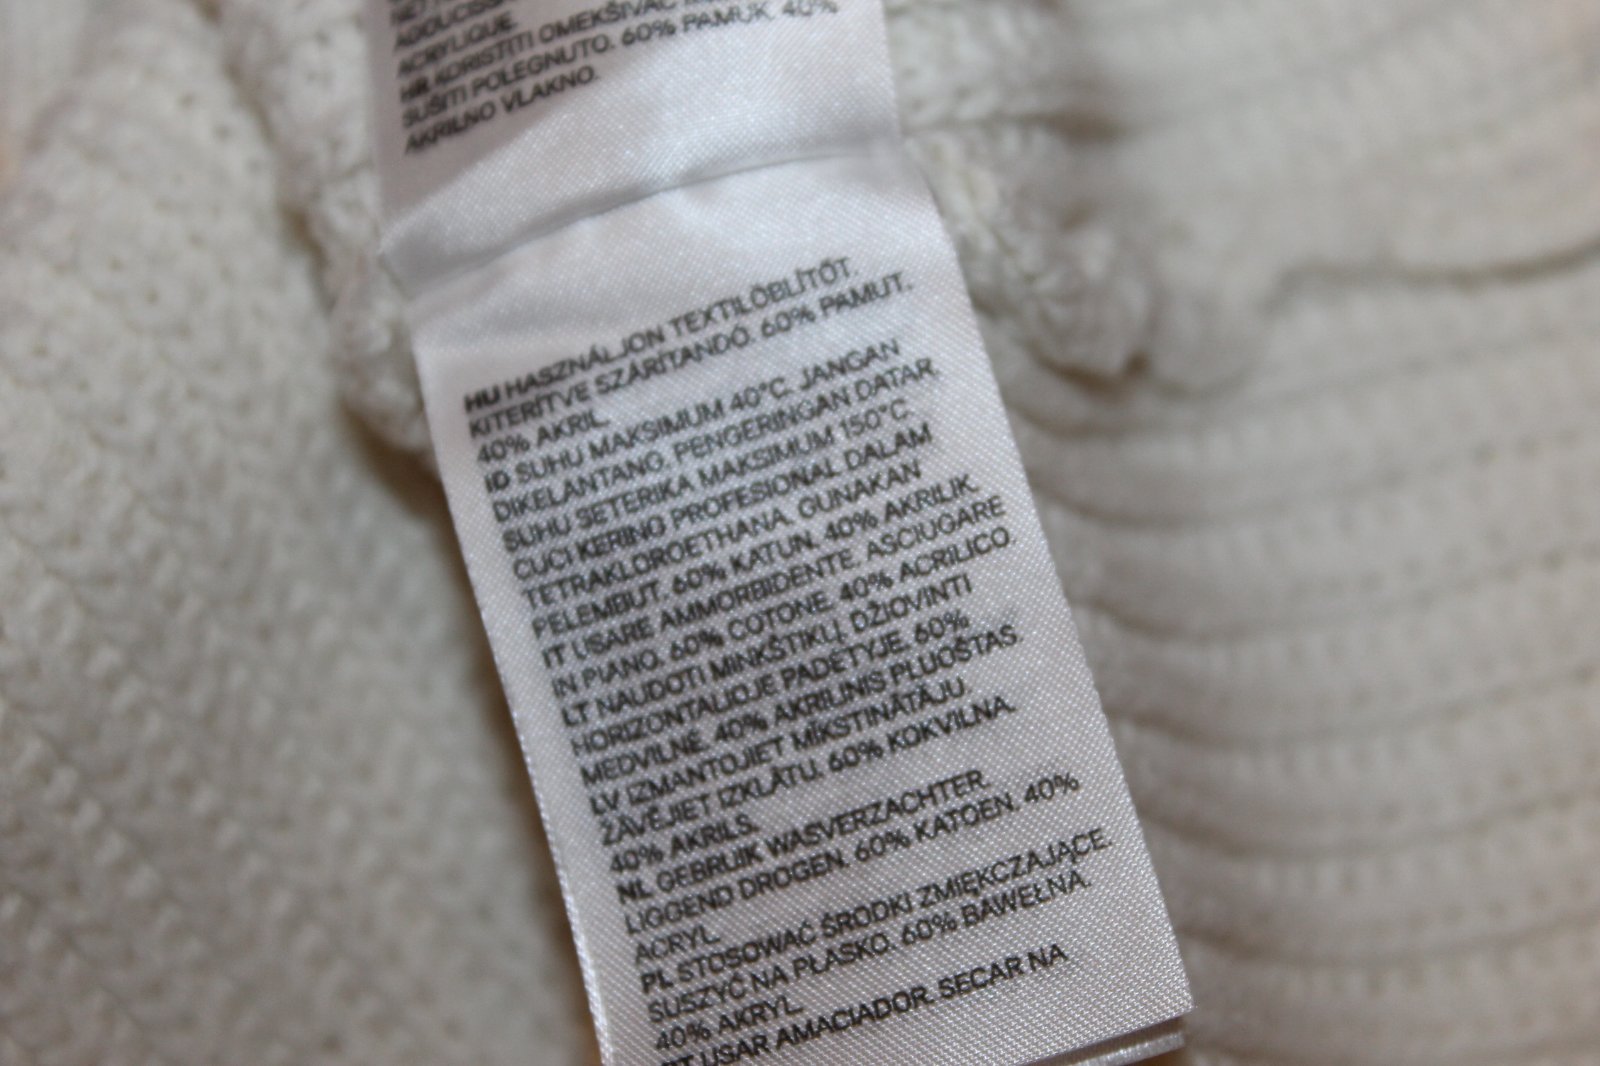 ADOUCISSANT
ACRYLIQUE
HR KORISTITI OMEKŠIVAČ
SUŠITI POLEGNUTO. 60% PAMUK. 40%
AKRILNO VLAKNO.
HU HASZNÁLJON TEXTILÖBLÍTŐT.
KITERÍTVE SZÁRÍTANDÓ. 60% PAMUT.
40% AKRIL
ID SUHU MAKSIMUM 40°C. JANGAN
DIKELANTANG. PENGERINGAN DATAR
SUHU SETERIKA MAKSIMUM 150°C.
CUCI KERING PROFESIONAL DALAM
TETRAKLOROETHANA. GUNAKAN
PELEMBUT. 60% KATUN. 40% AKRILIK.
IT USARE AMMORBIDENTE. ASCIUGARE
IN PIANO. 60% COTONE. 40% ACRILICO
LT NAUDOTI MINKŠTIKLĮ. DŽIOVINTI
HORIZONTALIOJE PADĖTYJE. 60%
MEDVILNĖ. 40% AKRILINIS PLUOŠTAS.
LV IZMANTOJIET MĪKSTINĀTĀJU.
ŽĀVĒJIET IZKLĀTU. 60% KOKVILNA.
40% AKRILS.
NL GEBRUIK WASVERZACHTER.
LIGGEND DROGEN. 60% KATOEN. 40%
ACRYL
PL STOSOWAĆ ŚRODKI ZMIĘKCZAJĄCE.
SUSZYĆ NA PŁASKO. 60% BAWEŁNA.
40% AKRYL
PT USAR AMACIADOR. SECAR NA